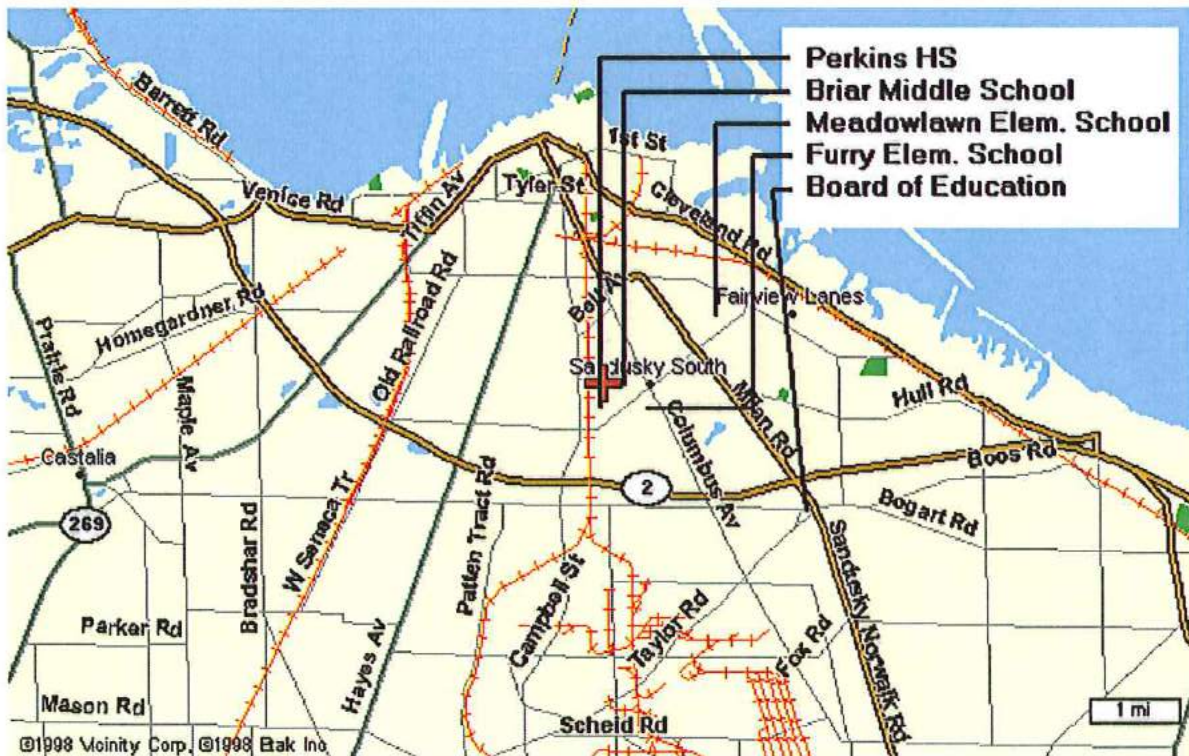 Perkins HS
Briar Middle School
Meadowlawn Elem. School
Furry Elem. School
Board of Education
Barrett Rd
1st St
Venice Rd
Tiffin Av
Tyler St
Cleveland Rd
Homegardner Rd
Old Railroad Rd
Bell Av
Fairview Lanes
Prairie Rd
Maple Av
Sandusky South
Milan Rd
Hull Rd
Castalia
Columbus Av
Boos Rd
2
269
Bogart Rd
Bradshar Rd
W Seneca Tr
Patten Tract Rd
Sandusky Norwalk Rd
Parker Rd
Hayes Av
Campbell St
Taylor Rd
Fox Rd
Mason Rd
Scheid Rd
1 mi
©1998 Vicinity Corp, ©1998 Etak Inc